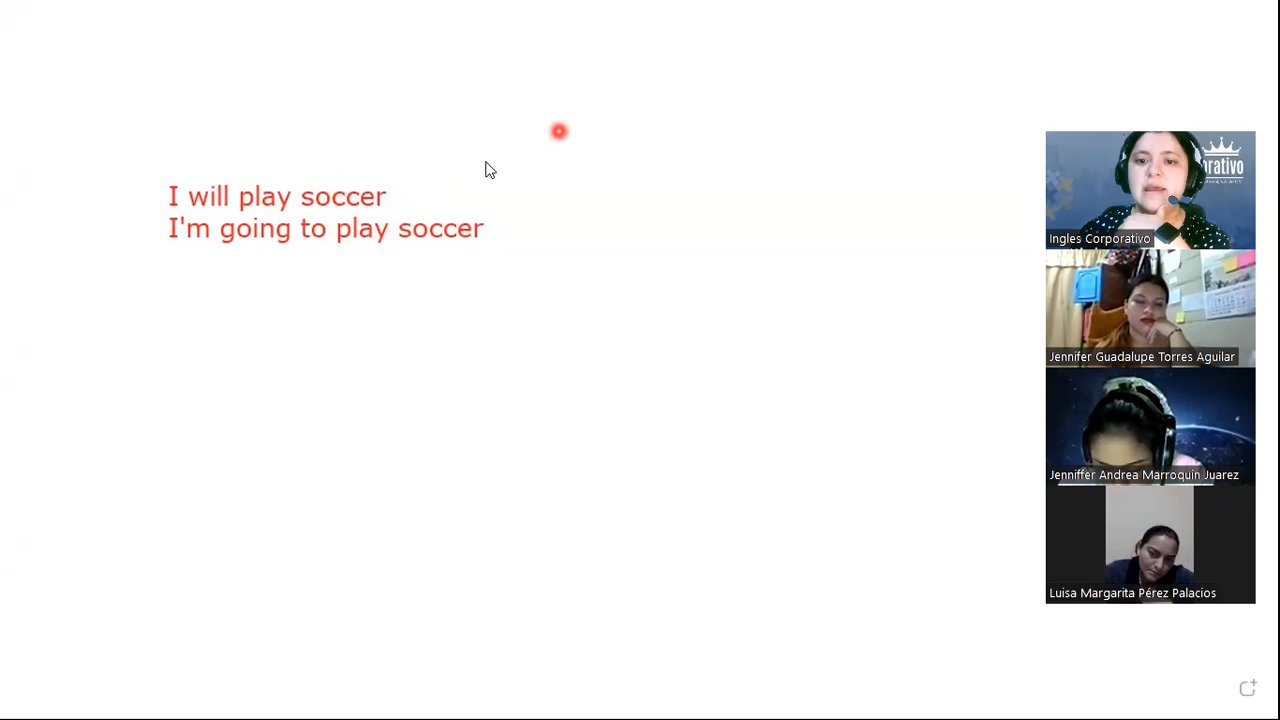 I will play soccer
I'm going to play soccer
orativo
Ingles Corporativo
Jennifer Guadalupe Torres Aguilar
Jenniffer Andrea Marroquin Juarez
Luisa Margarita Pérez Palacios